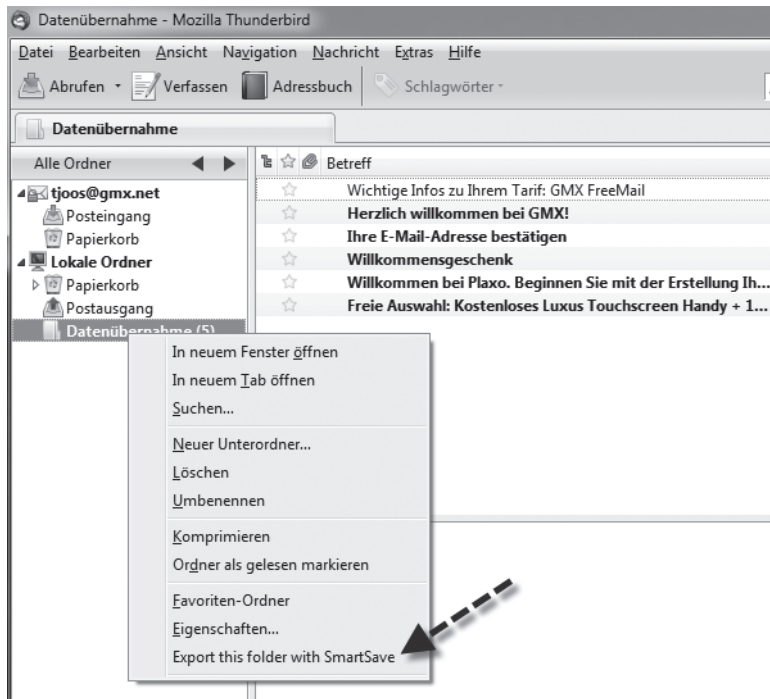 Datenübernahme - Mozilla Thunderbird
Datei Bearbeiten Ansicht Navigation Nachricht Extras Hilfe
Abrufen Verfassen Adressbuch Schlagwörter
Datenübernahme
Alle Ordner
Betreff
tjoos@gmx.net
Posteingang
Papierkorb
Lokale Ordner
Papierkorb
Postausgang
Datenübernahme (5)
Wichtige Infos zu Ihrem Tarif: GMX FreeMail
Herzlich willkommen bei GMX!
Ihre E-Mail-Adresse bestätigen
Willkommensgeschenk
Willkommen bei Plaxo. Beginnen Sie mit der Erstellung Ih...
Freie Auswahl: Kostenloses Luxus Touchscreen Handy + 1...
In neuem Fenster öffnen
In neuem Tab öffnen
Suchen...
Neuer Unterordner...
Löschen
Umbenennen
Komprimieren
Ordner als gelesen markieren
Favoriten-Ordner
Eigenschaften...
Export this folder with SmartSave